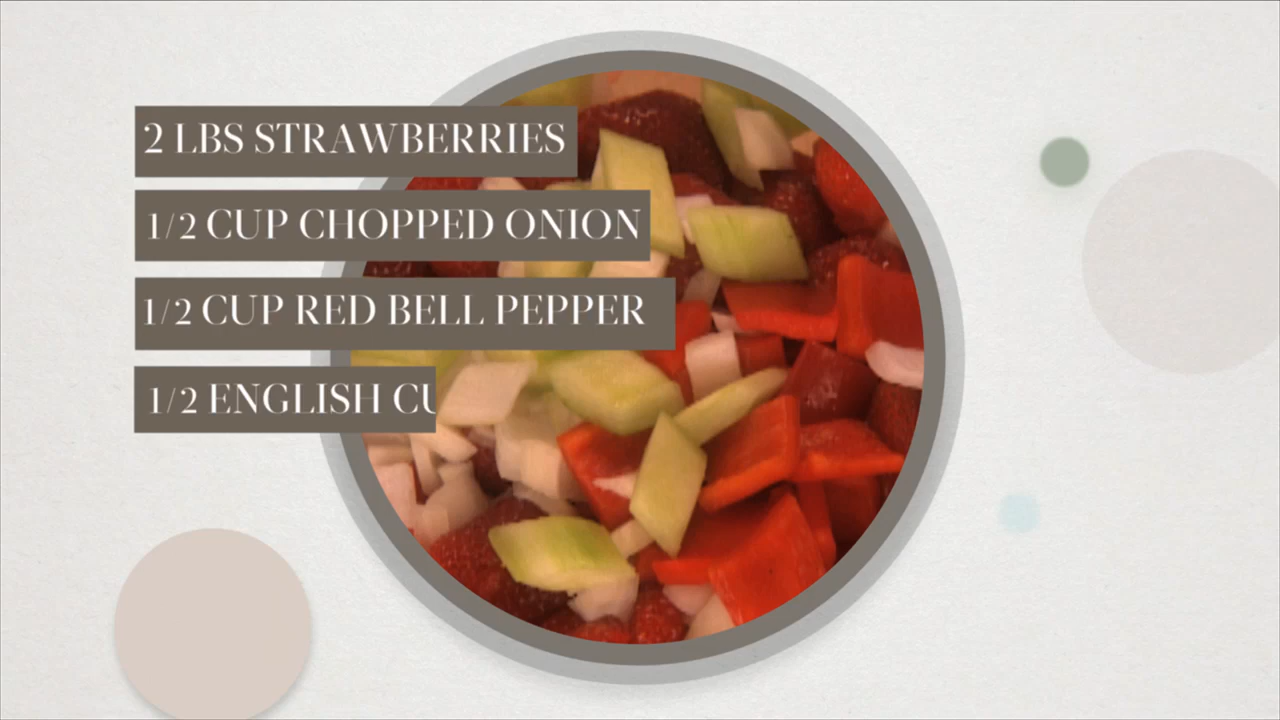 2 LBS STRAWBERRIES
1/2 CUP CHOPPED ONION
1/2 CUP RED BELL PEPPER
1/2 ENGLISH